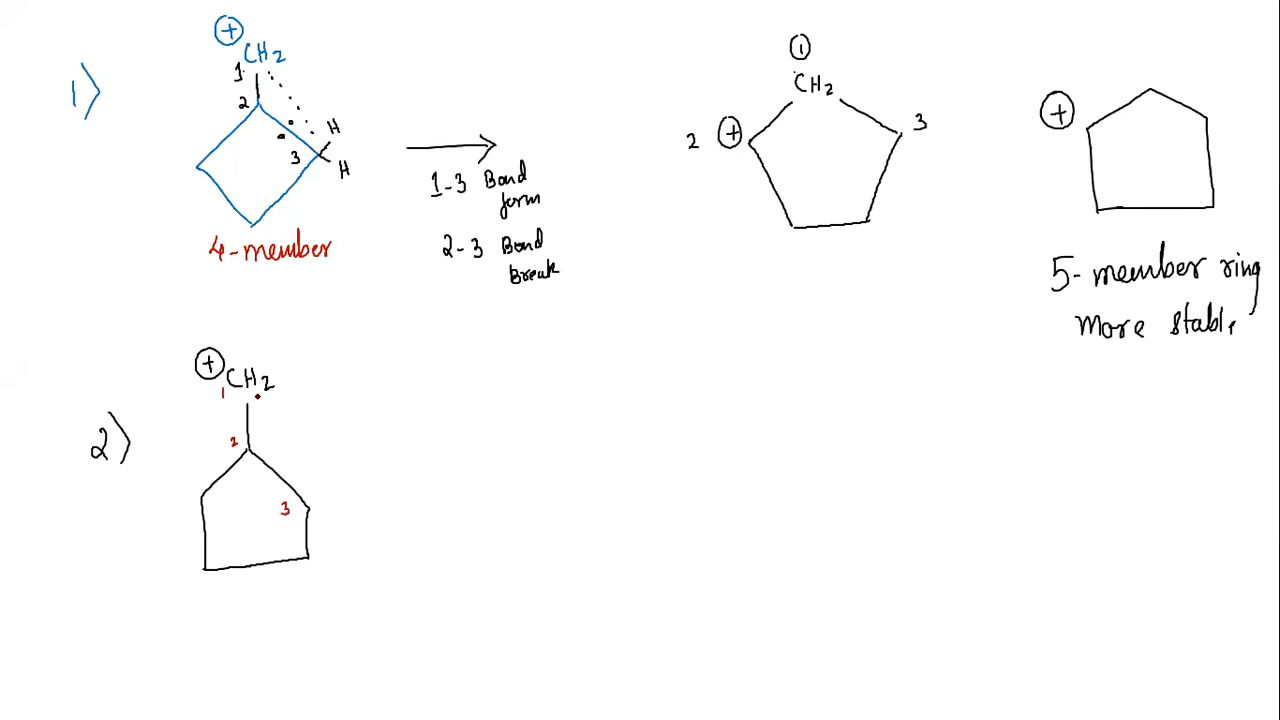 1)
⊕
CH2
1
2
3
H
H
4-member
1-3 Bond
form
2-3 Bond
Break
①
CH2
2 ⊕
3
⊕
5-member ring
more stable
2)
⊕
CH2
1
2
3